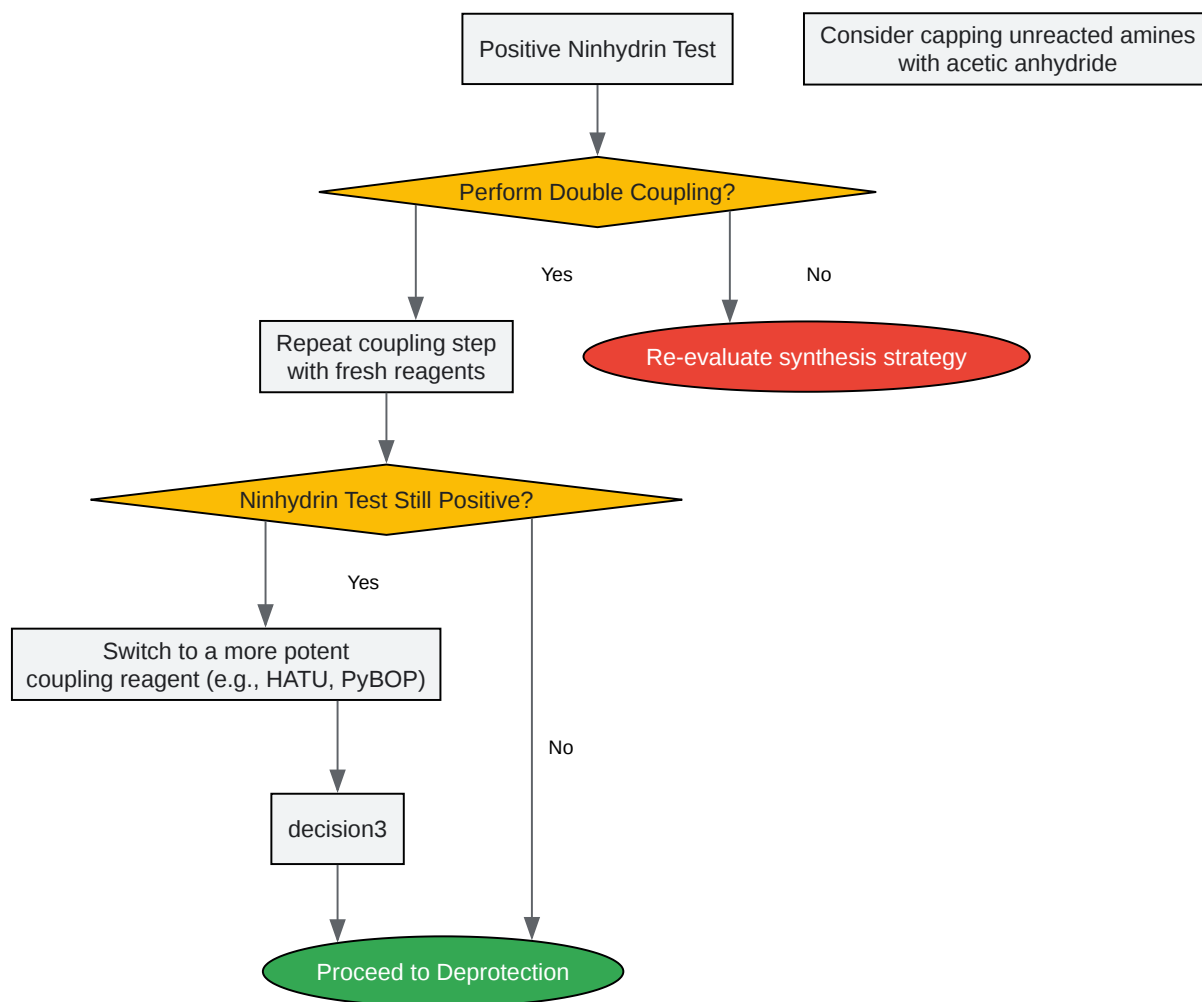 Positive Ninhydrin Test
Consider capping unreacted amines
with acetic anhydride
Perform Double Coupling?
Yes
No
Repeat coupling step
with fresh reagents
Re-evaluate synthesis strategy
Ninhydrin Test Still Positive?
Yes
Switch to a more potent
coupling reagent (e.g., HATU, PyBOP)
No
decision3
Proceed to Deprotection